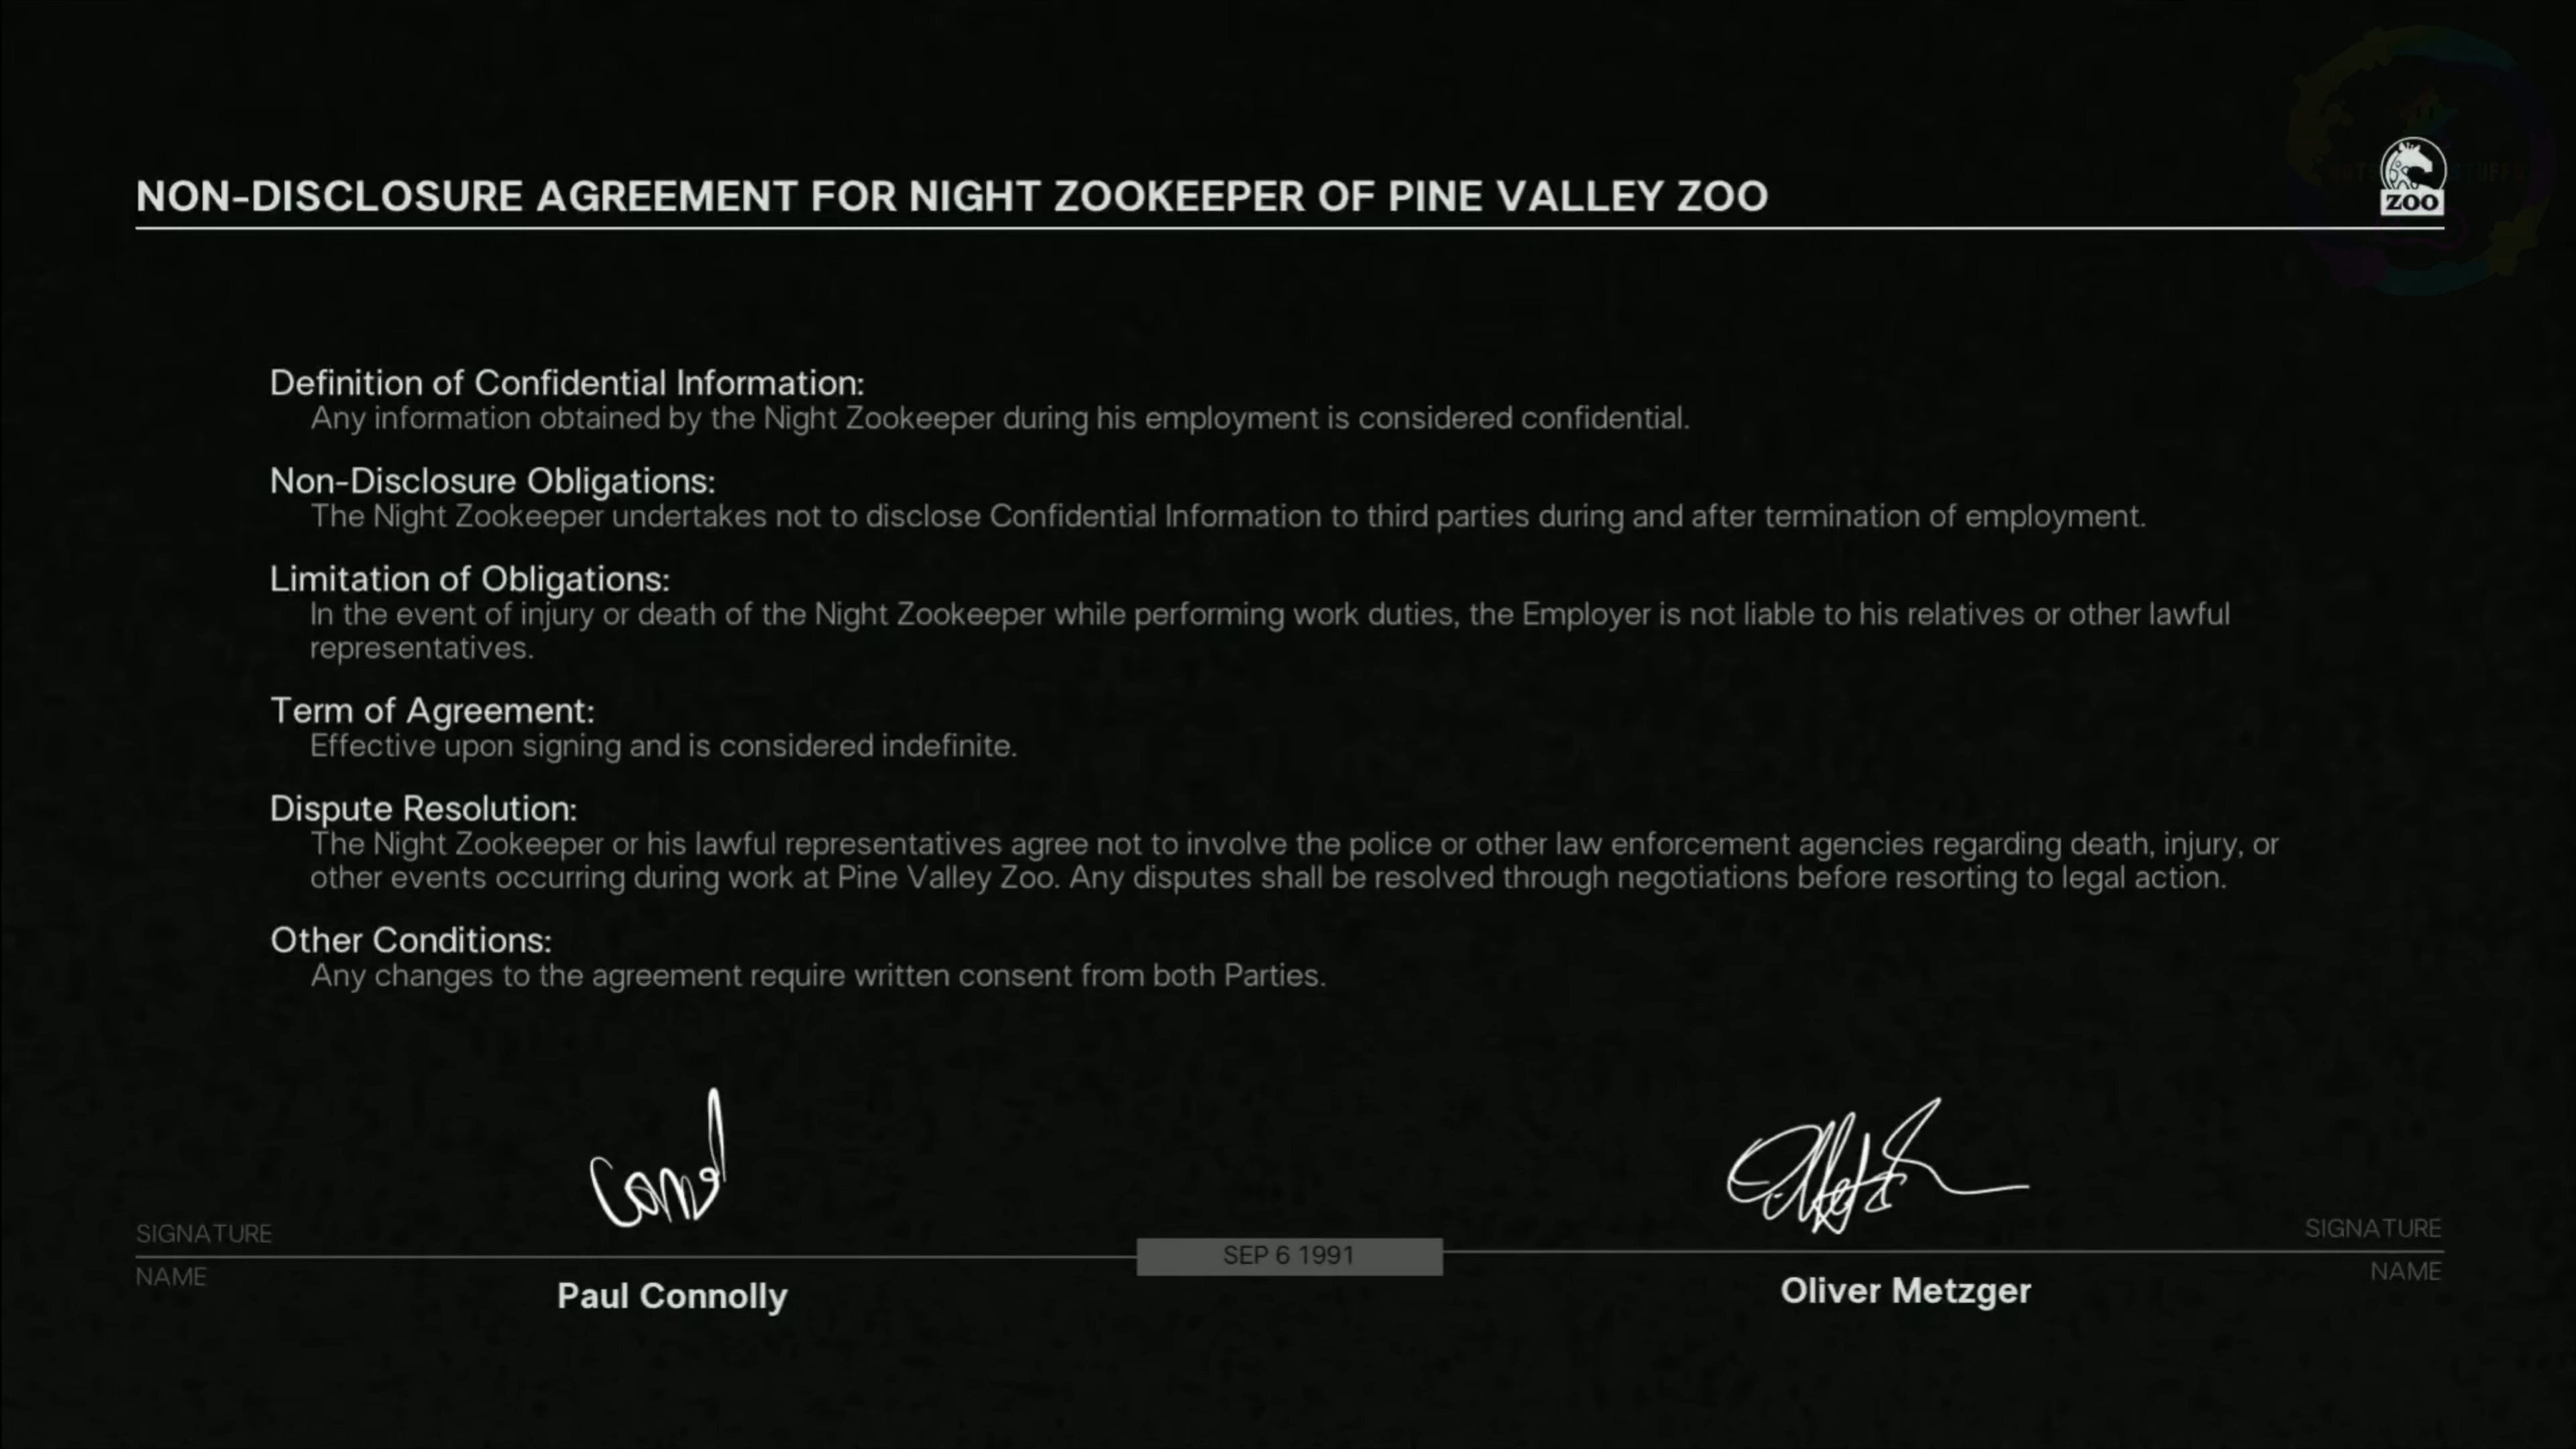 NON-DISCLOSURE AGREEMENT FOR NIGHT ZOOKEEPER OF PINE VALLEY ZOO
ZOO
Definition of Confidential Information:
Any information obtained by the Night Zookeeper during his employment is considered confidential.
Non-Disclosure Obligations:
The Night Zookeeper undertakes not to disclose Confidential Information to third parties during and after termination of employment.
Limitation of Obligations:
In the event of injury or death of the Night Zookeeper while performing work duties, the Employer is not liable to his relatives or other lawful
representatives.
Term of Agreement:
Effective upon signing and is considered indefinite.
Dispute Resolution:
The Night Zookeeper or his lawful representatives agree not to involve the police or other law enforcement agencies regarding death, injury, or
other events occurring during work at Pine Valley Zoo. Any disputes shall be resolved through negotiations before resorting to legal action.
Other Conditions:
Any changes to the agreement require written consent from both Parties.
SIGNATURE
NAME
Paul Connolly
SEP 6 1991
SIGNATURE
NAME
Oliver Metzger